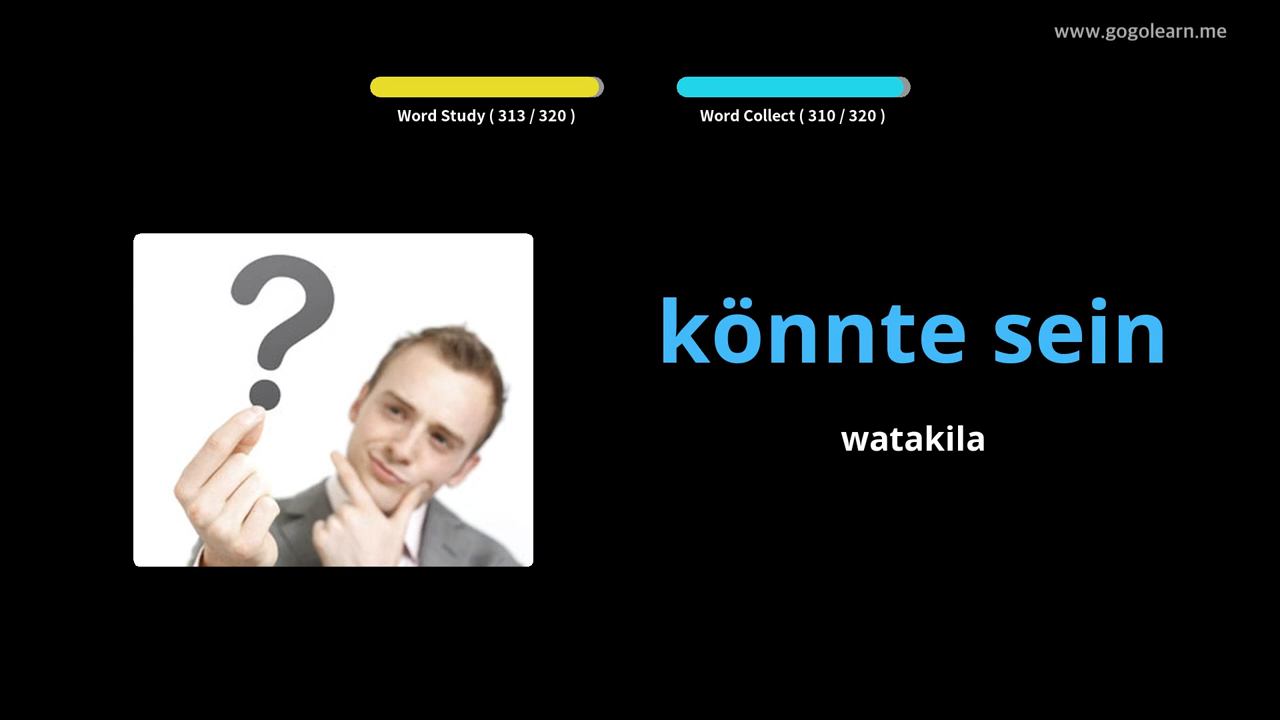 www.gogolearn.me
Word Study ( 313 / 320 )
Word Collect ( 310 / 320 )
könnte sein
watakila